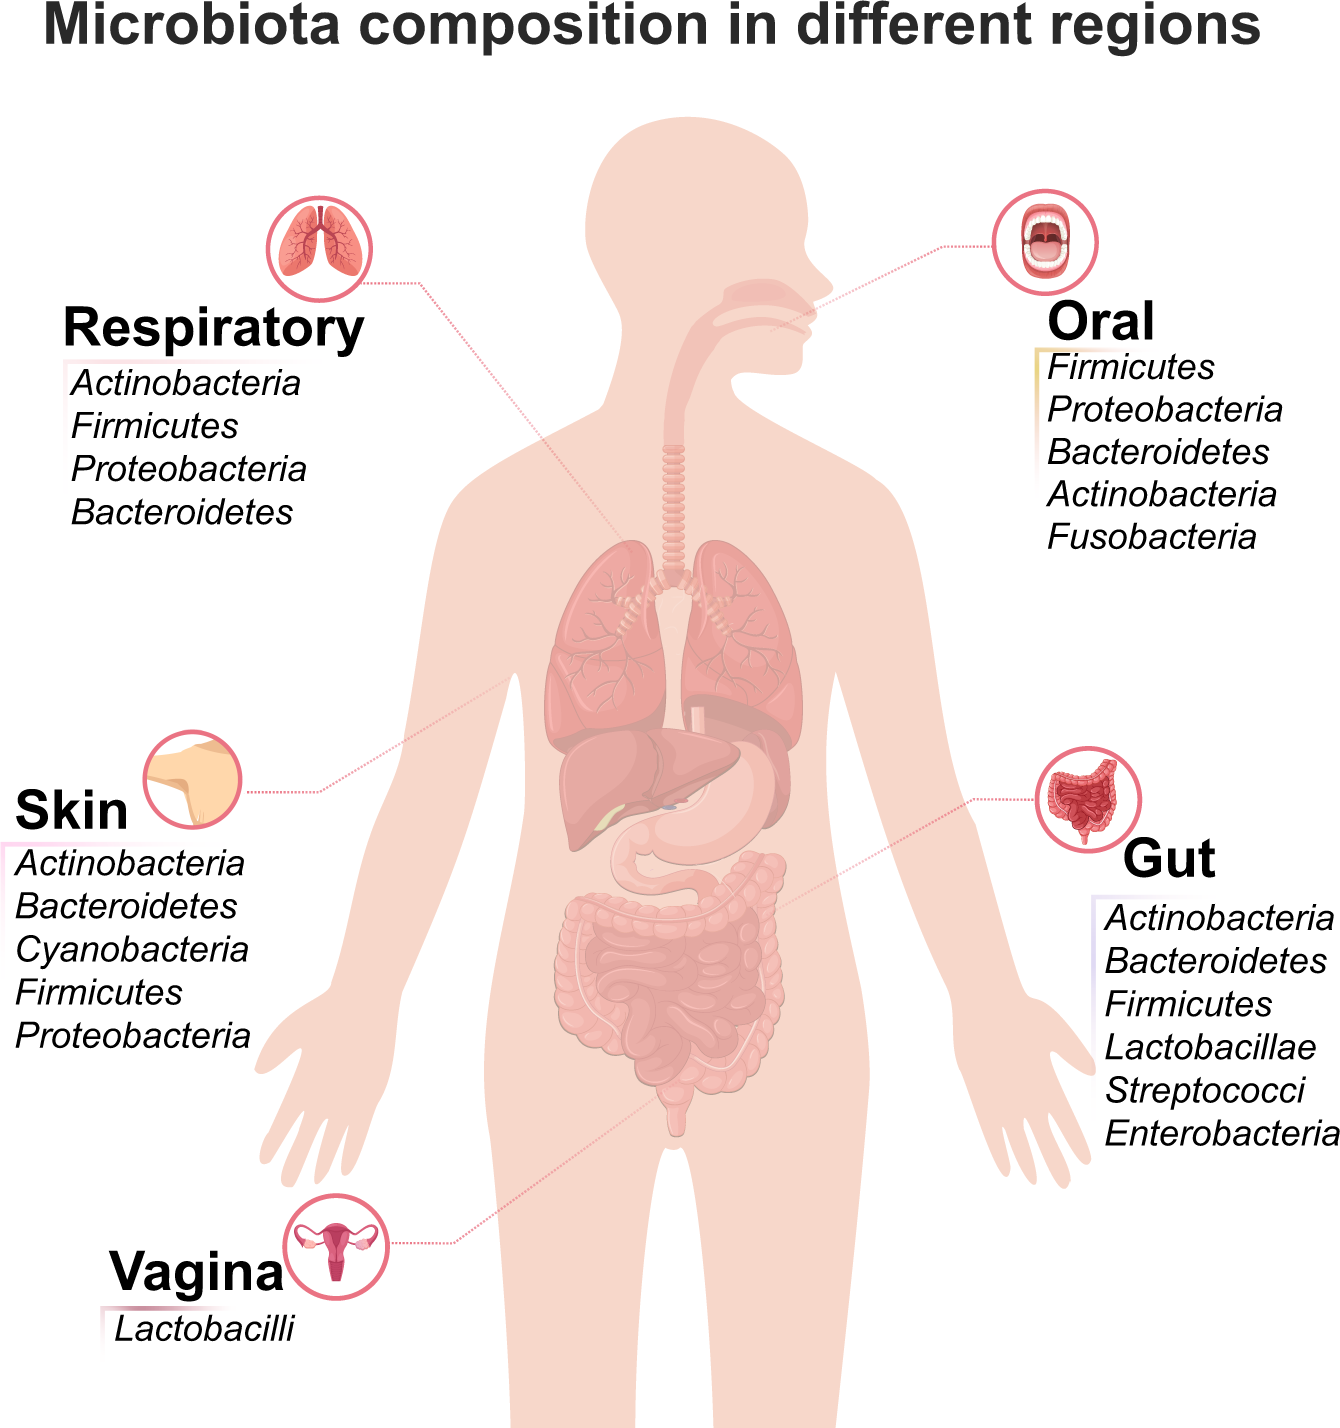 Microbiota composition in different regions
Respiratory
Actinobacteria
Firmicutes
Proteobacteria
Bacteroidetes
Oral
Firmicutes
Proteobacteria
Bacteroidetes
Actinobacteria
Fusobacteria
Skin
Actinobacteria
Bacteroidetes
Cyanobacteria
Firmicutes
Proteobacteria
Gut
Actinobacteria
Bacteroidetes
Firmicutes
Lactobacillae
Streptococci
Enterobacteria
Vagina
Lactobacilli